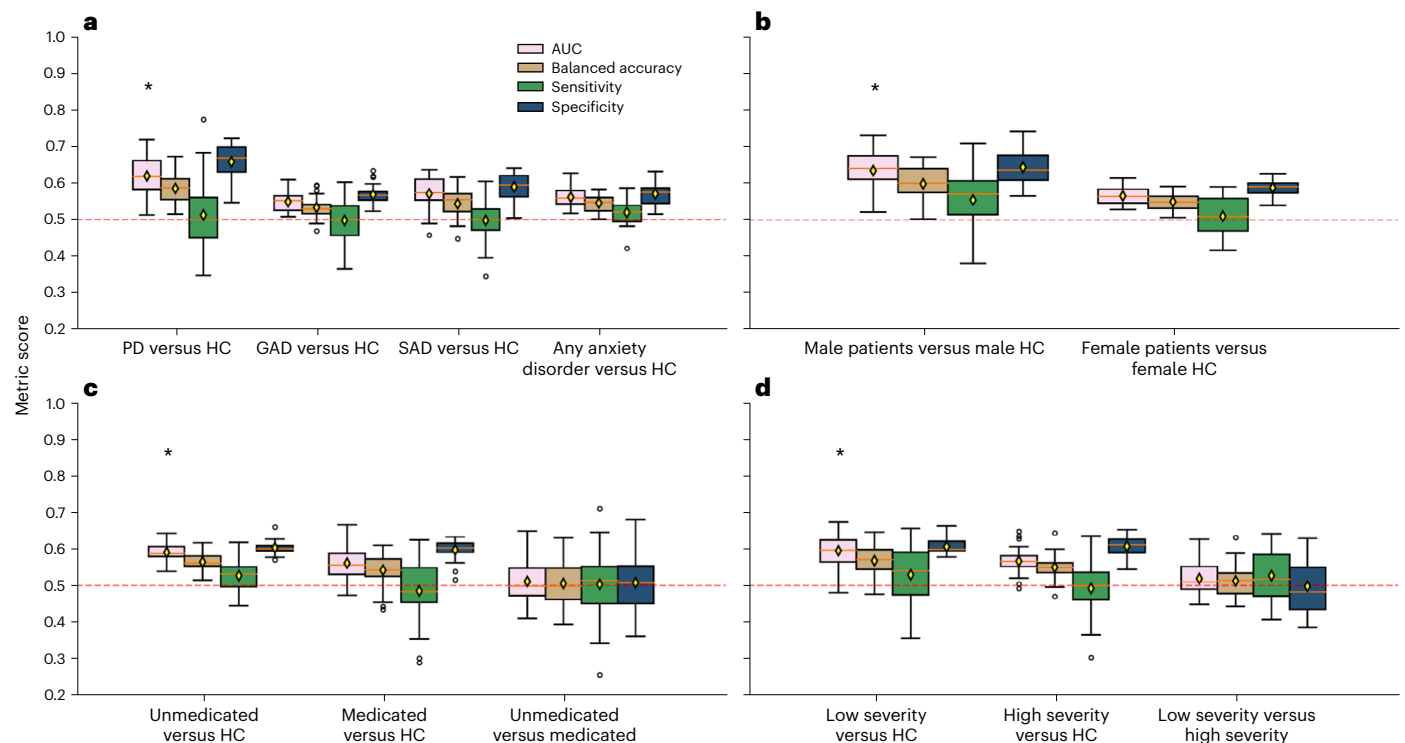 a
b
1.0
0.9
0.8
0.7
0.6
0.5
0.4
0.3
0.2
*
AUC
Balanced accuracy
Sensitivity
Specificity
*
PD versus HC
GAD versus HC
SAD versus HC
Any anxiety
disorder versus HC
Male patients versus male HC
Female patients versus
female HC
Metric score
c
d
1.0
0.9
0.8
0.7
0.6
0.5
0.4
0.3
0.2
*
*
Unmedicated
versus HC
Medicated
versus HC
Unmedicated
versus medicated
Low severity
versus HC
High severity
versus HC
Low severity versus
high severity